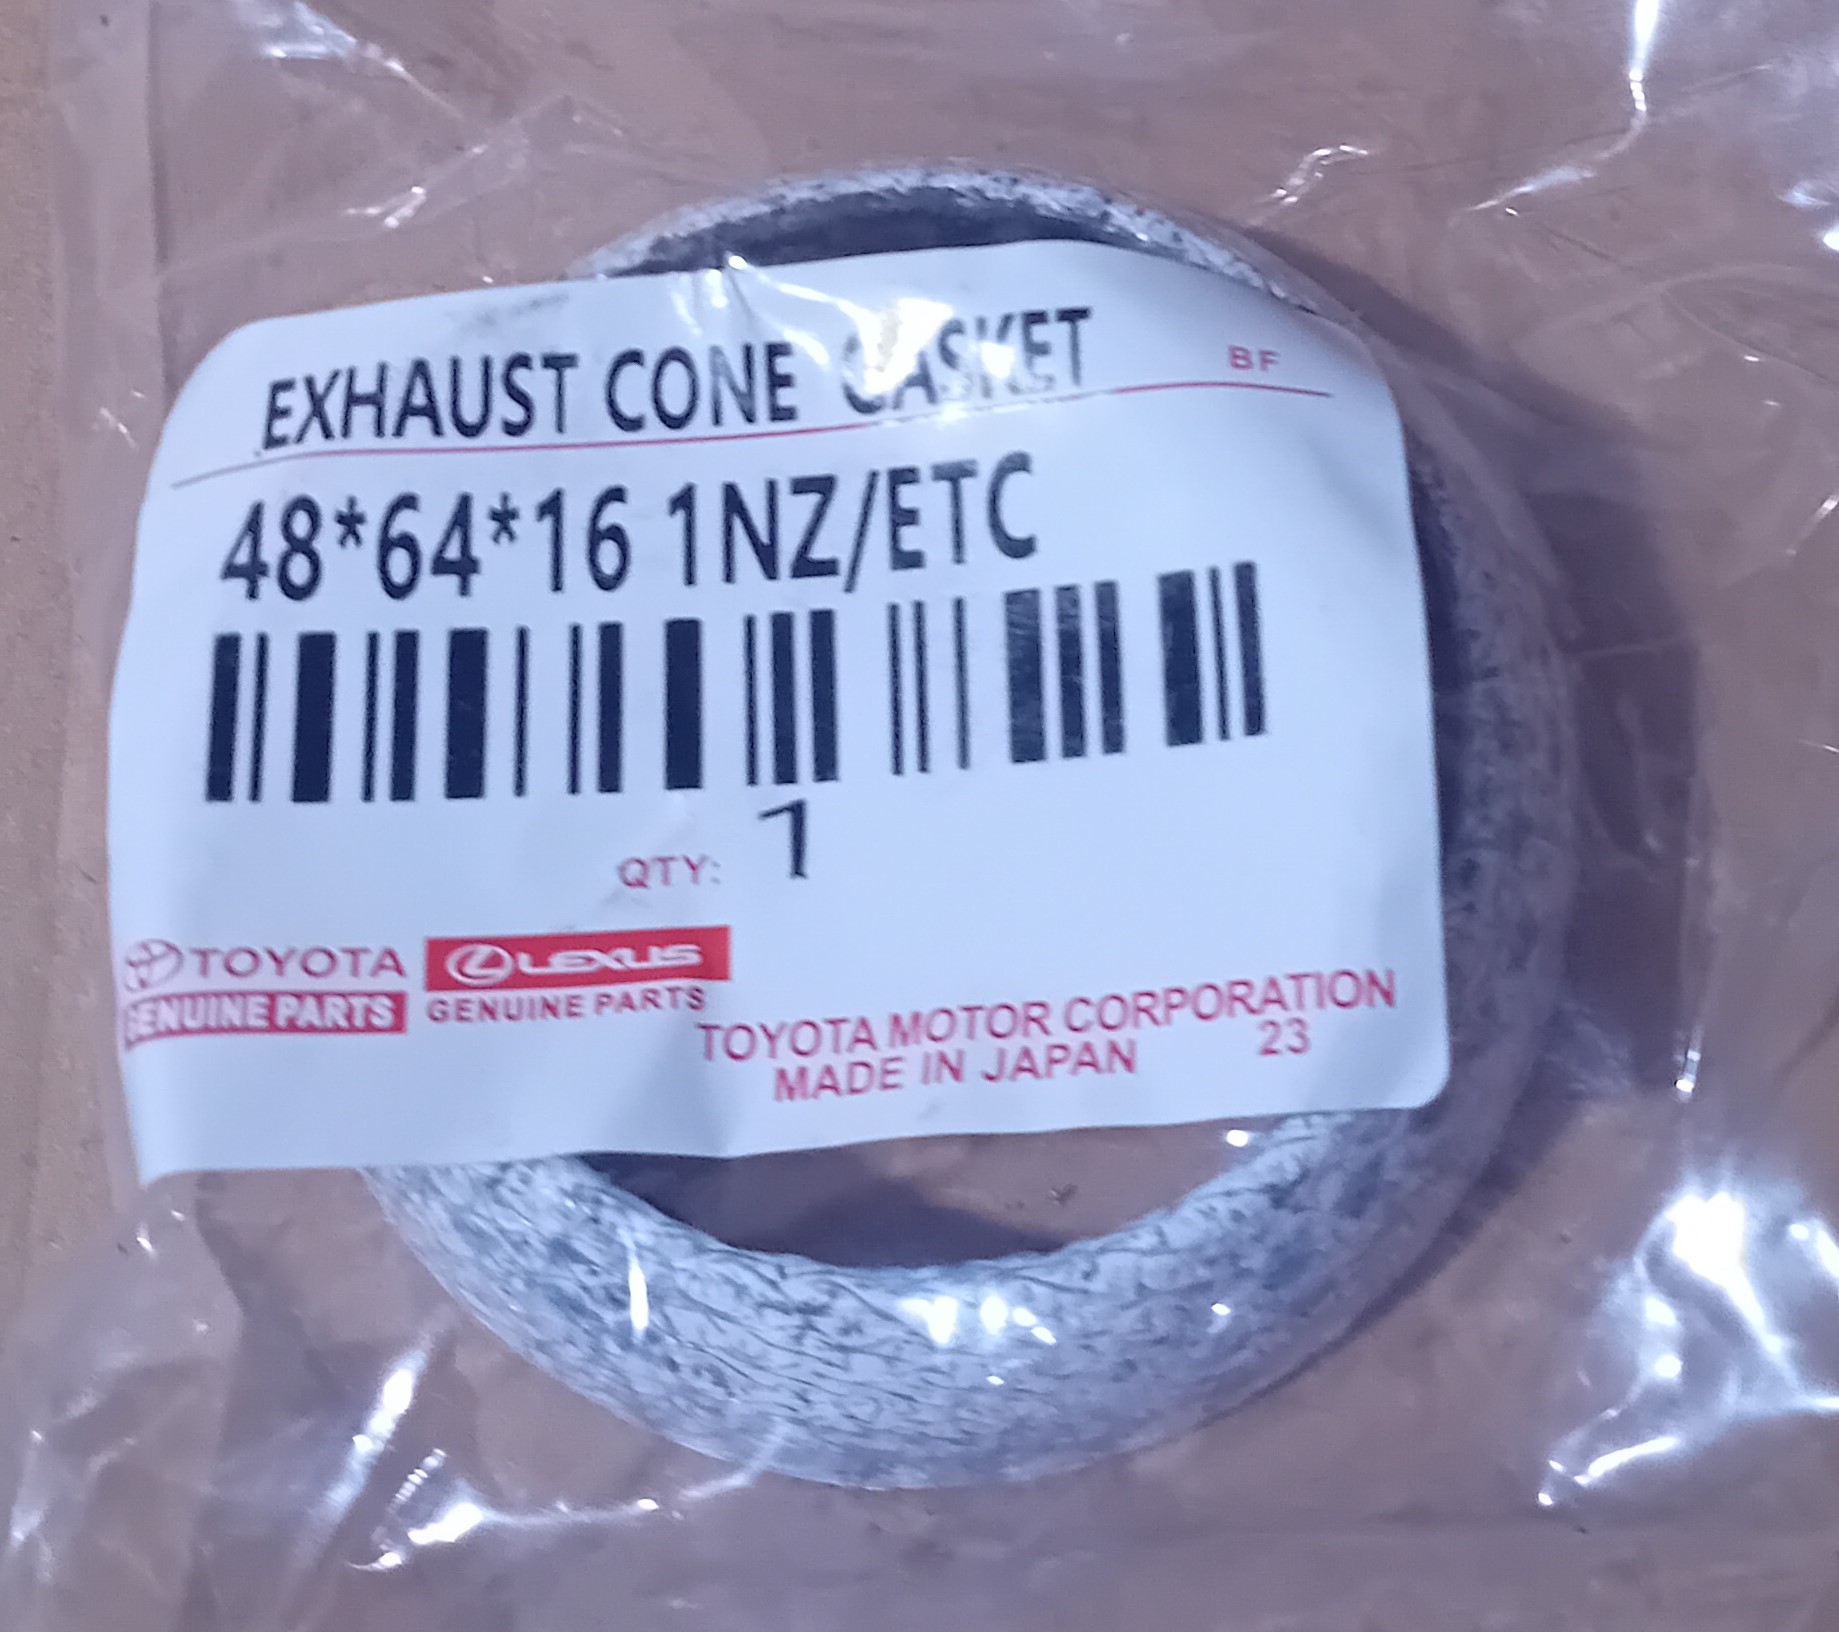 EXHAUST CONE GASKET
BF
48*64*16 1NZ/ETC
QTY: 1
TOYOTA
GENUINE PARTS
LEXUS
GENUINE PARTS
TOYOTA MOTOR CORPORATION
MADE IN JAPAN 23